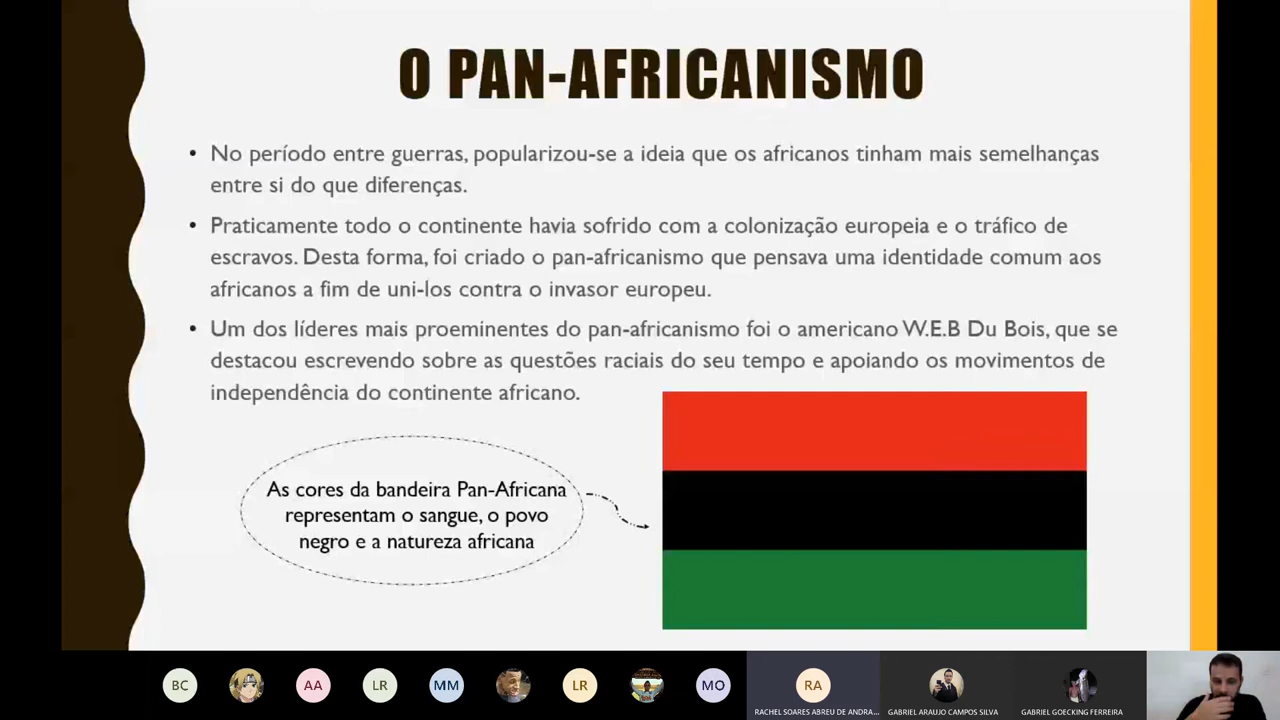 O PAN-AFRICANISMO
• No período entre guerras, popularizou-se a ideia que os africanos tinham mais semelhanças
entre si do que diferenças.
• Praticamente todo o continente havia sofrido com a colonização europeia e o tráfico de
escravos. Desta forma, foi criado o pan-africanismo que pensava uma identidade comum aos
africanos a fim de uni-los contra o invasor europeu.
• Um dos líderes mais proeminentes do pan-africanismo foi o americano W.E.B Du Bois, que se
destacou escrevendo sobre as questões raciais do seu tempo e apoiando os movimentos de
independência do continente africano.
As cores da bandeira Pan-Africana
representam o sangue, o povo
negro e a natureza africana
BC AA LR MM LR MO RA
RACHEL SOARES ABREU DE ANDRA... GABRIEL ARAUJO CAMPOS SILVA GABRIEL GOECKING FERREIRA